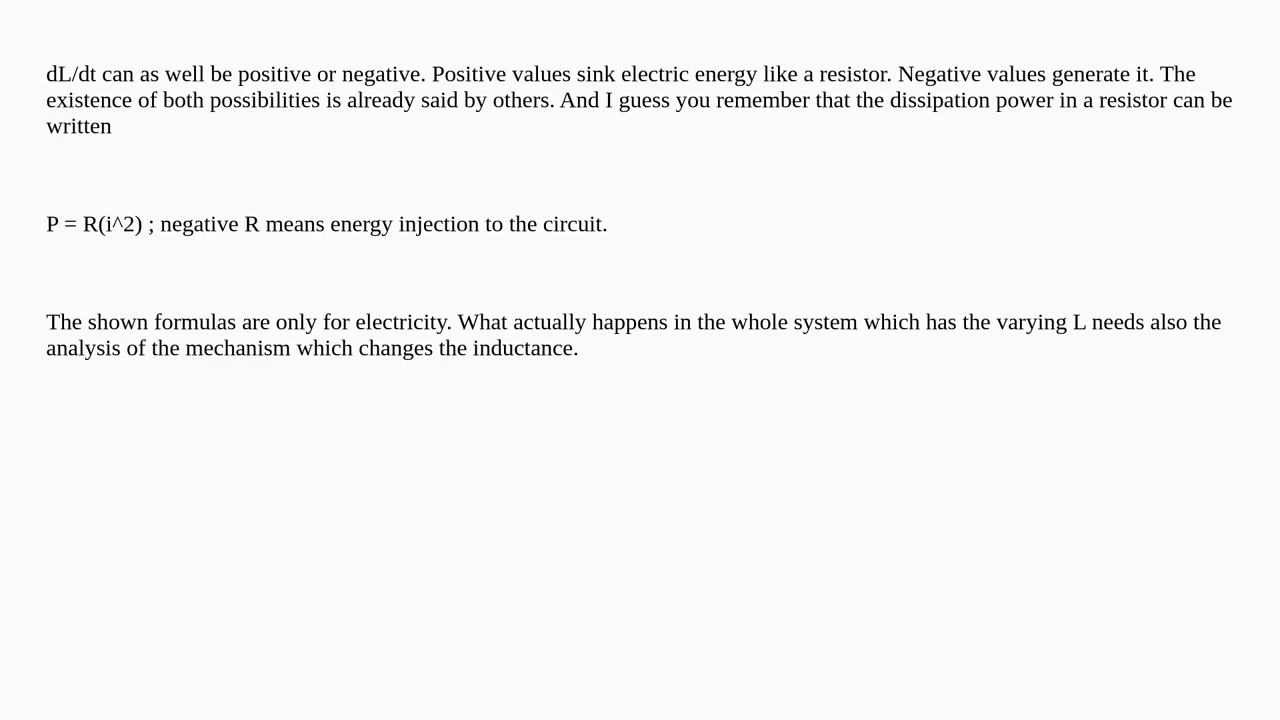 dL/dt can as well be positive or negative. Positive values sink electric energy like a resistor. Negative values generate it. The
existence of both possibilities is already said by others. And I guess you remember that the dissipation power in a resistor can be
written
P = R(i^2) ; negative R means energy injection to the circuit.
The shown formulas are only for electricity. What actually happens in the whole system which has the varying L needs also the
analysis of the mechanism which changes the inductance.